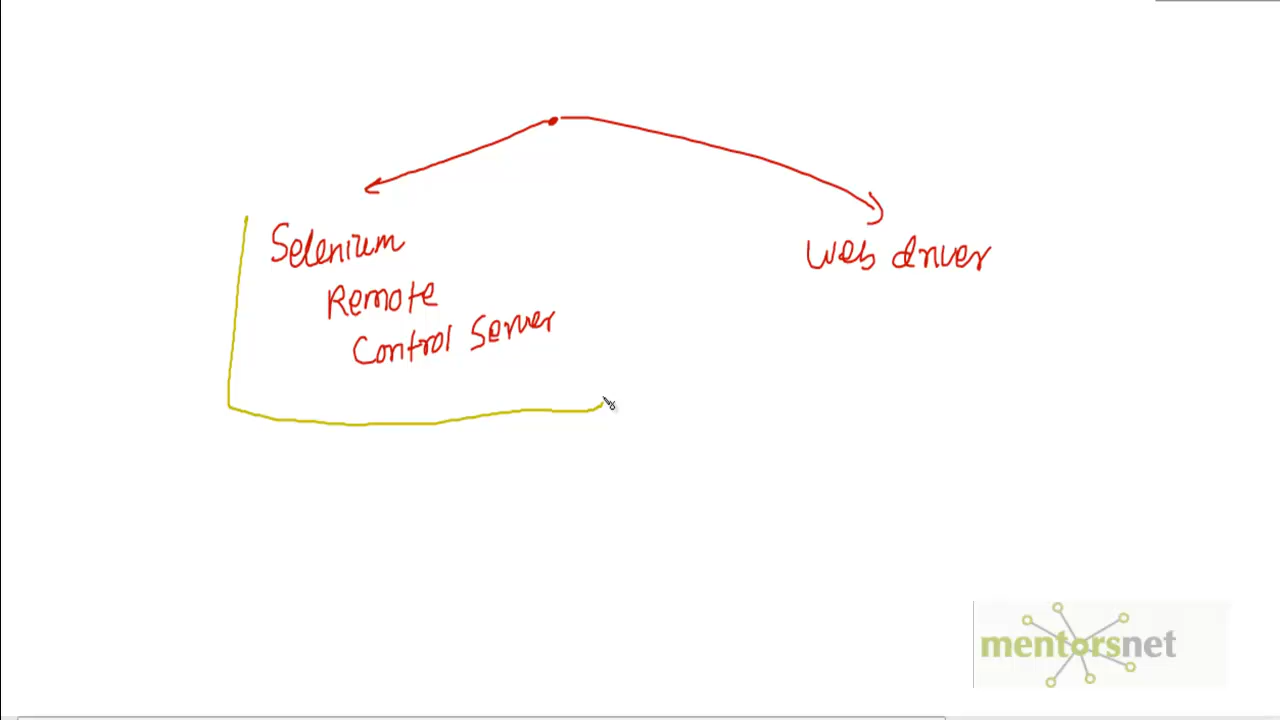 Selenium
Remote
Control Server
Web driver
mentorsnet